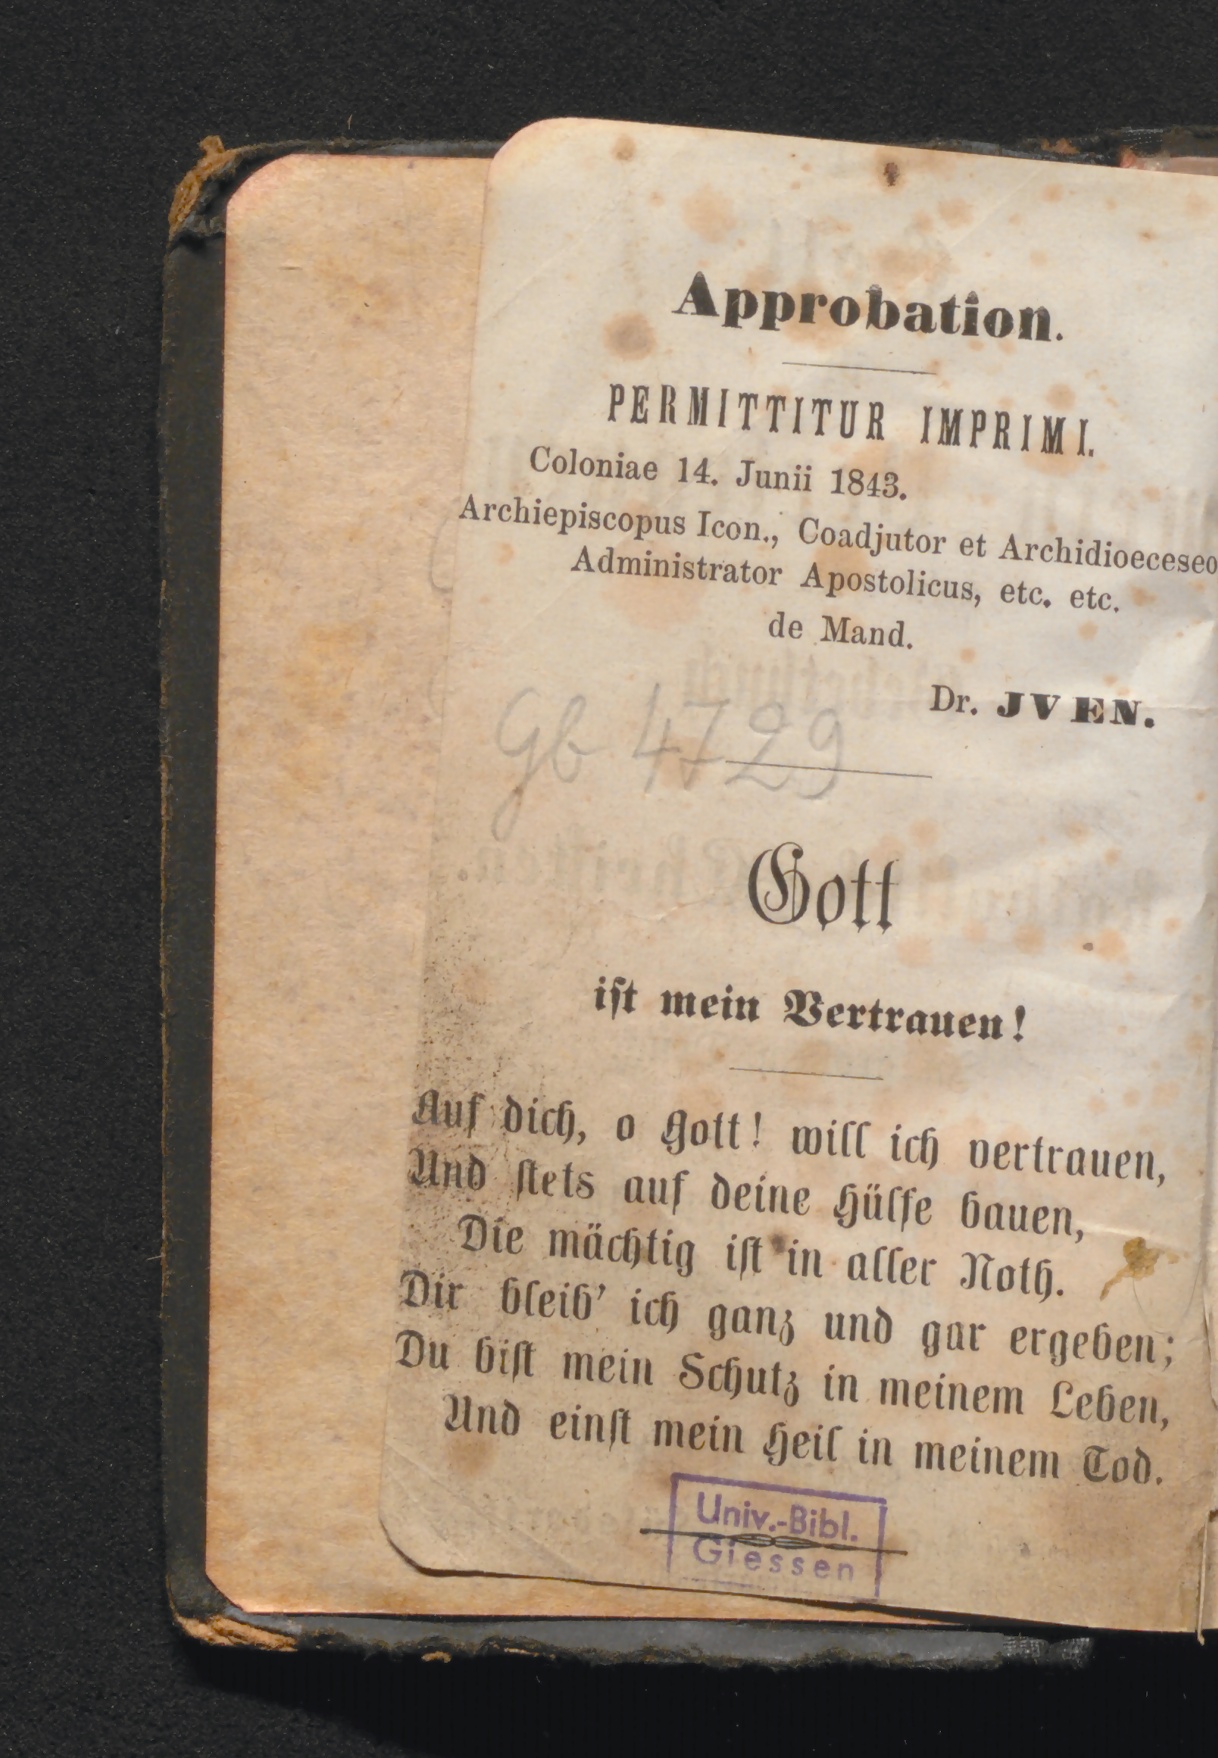 Approbation.
PERMITTITUR IMPRIMI.
Coloniae 14. Junii 1843.
Archiepiscopus Icon., Coadjutor et Archidioeceseo
Administrator Apostolicus, etc. etc.
de Mand.
Dr. JVEN.
Gb 4729
Gott
iſt mein Vertrauen!
Auf dich, o Gott! will ich vertrauen,
Und ſtets auf deine Hülfe bauen,
Die mächtig iſt in aller Noth.
Dir bleib' ich ganz und gar ergeben;
Du biſt mein Schutz in meinem Leben,
Und einſt mein Heil in meinem Tod.
Univ.-Bibl.
Giessen